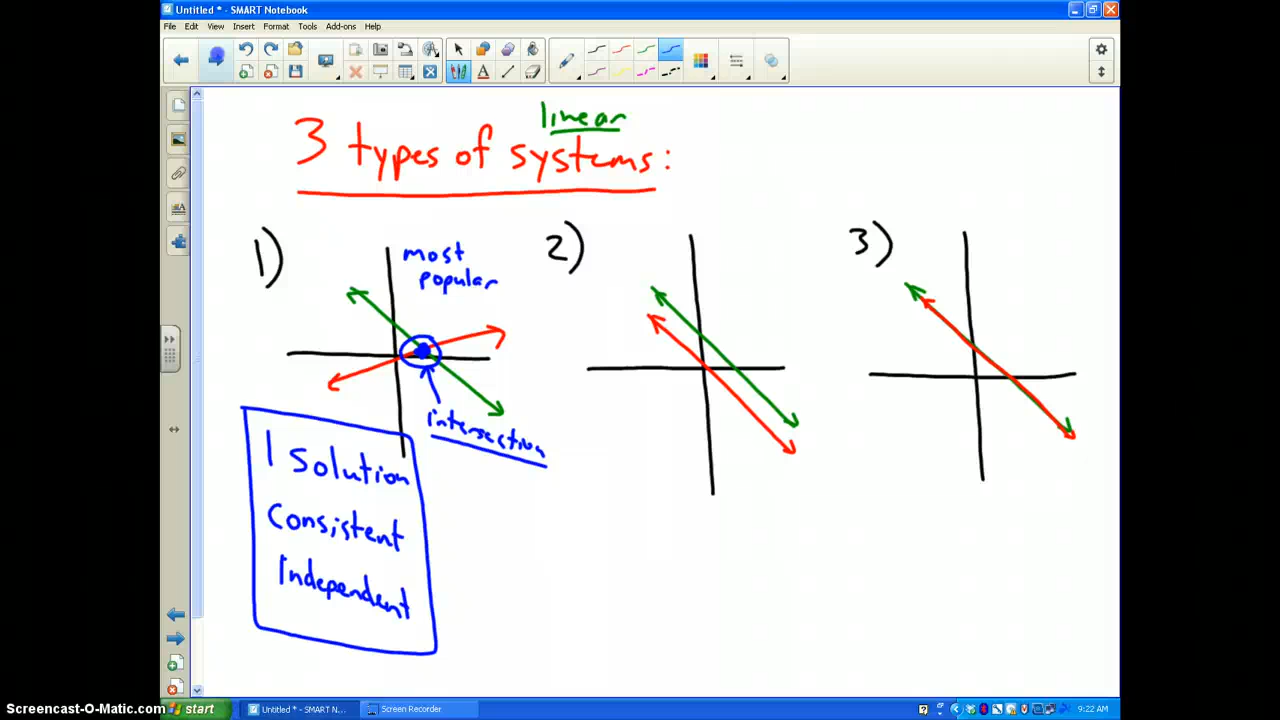 Untitled * - SMART Notebook
File Edit View Insert Format Tools Add-ons Help
linear
3 types of systems:
1)
most
popular
2)
3)
intersection
1 Solution
Consistent
Independent
Screencast-O-Matic.com
start
Untitled * - SMART N...
Screen Recorder
9:22 AM